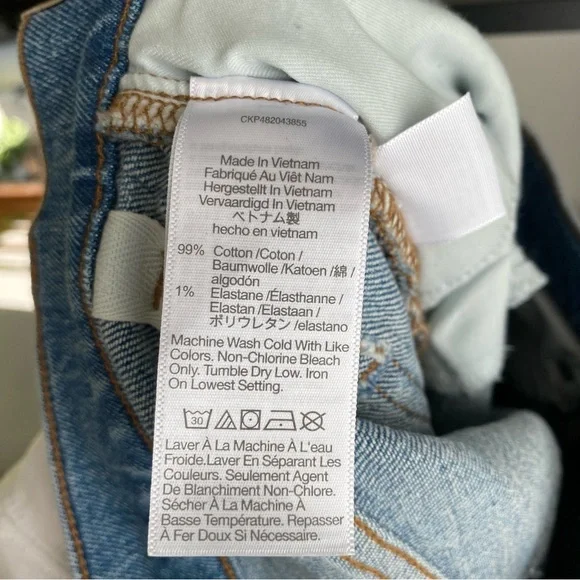 CKP482043855
Made In Vietnam
Fabriqué Au Viêt Nam
Hergestellt In Vietnam
Vervaardigd In Vietnam
ベトナム製
hecho en vietnam
99% Cotton /Coton /
Baumwolle /Katoen /綿 /
algodón
1% Elastane /Élasthanne /
Elastan /Elastaan /
ポリウレタン /elastano
Machine Wash Cold With Like
Colors. Non-Chlorine Bleach
Only. Tumble Dry Low. Iron
On Lowest Setting.
30
Laver À La Machine À L'eau
Froide.Laver En Séparant Les
Couleurs. Seulement Agent
De Blanchiment Non-Chlore.
Sécher À La Machine À
Basse Température. Repasser
À Fer Doux Si Nécessaire.